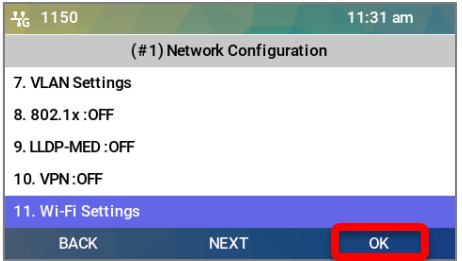 1G 1150 11:31 am
(#1) Network Configuration
7. VLAN Settings
8. 802.1x :OFF
9. LLDP-MED :OFF
10. VPN :OFF
11. Wi-Fi Settings
BACK NEXT OK